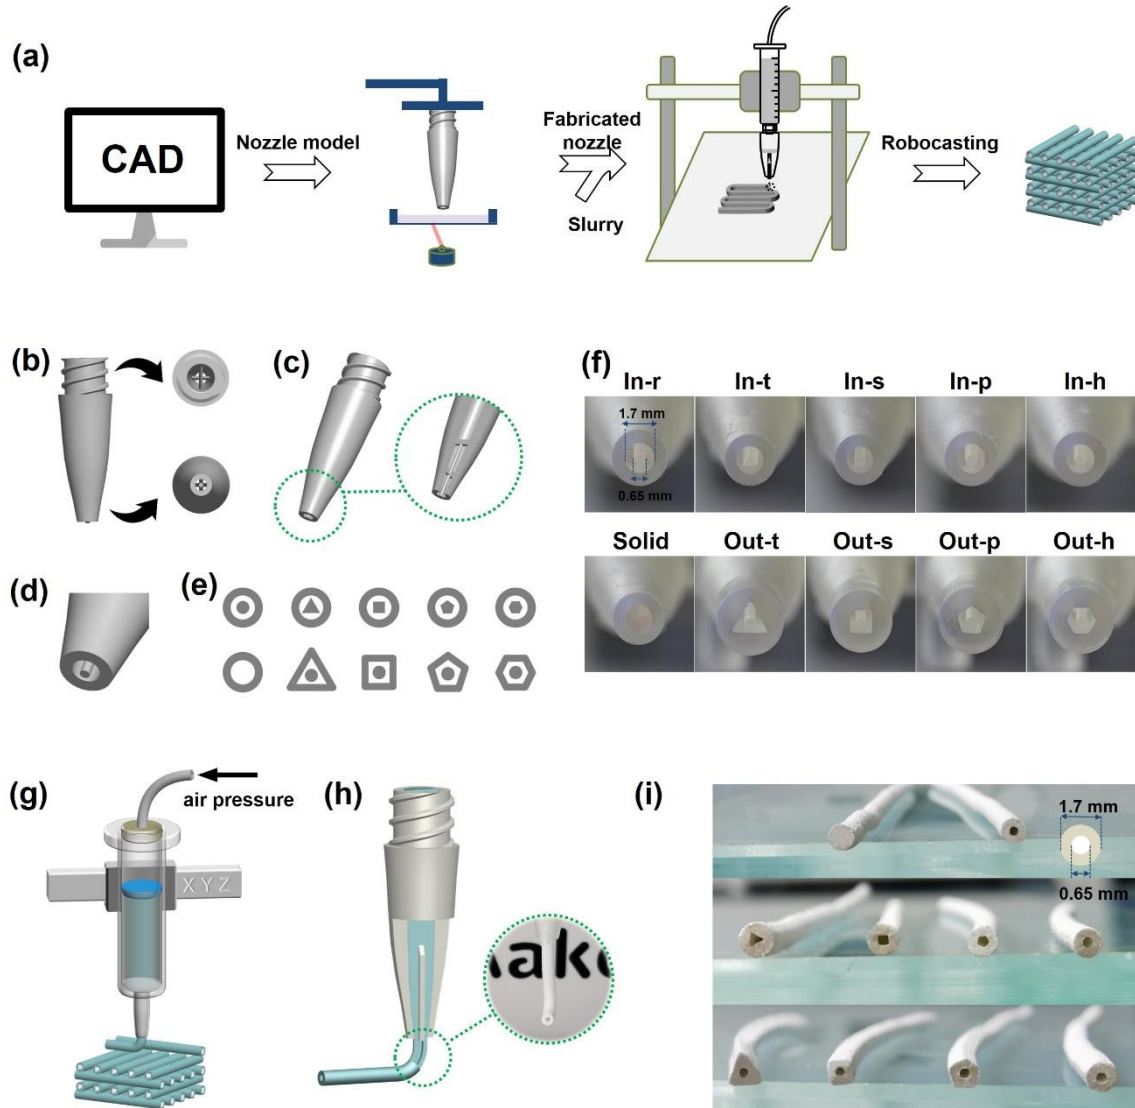 (a)
CAD
Nozzle model
Fabricated
nozzle
Slurry
Robocasting
(b)
(c)
(d)
(e)
(f)
In-r
In-t
In-s
In-p
In-h
1.7 mm
0.65 mm
Solid
Out-t
Out-s
Out-p
Out-h
(g)
air pressure
X Y Z
(h)
ake
(i)
1.7 mm
0.65 mm